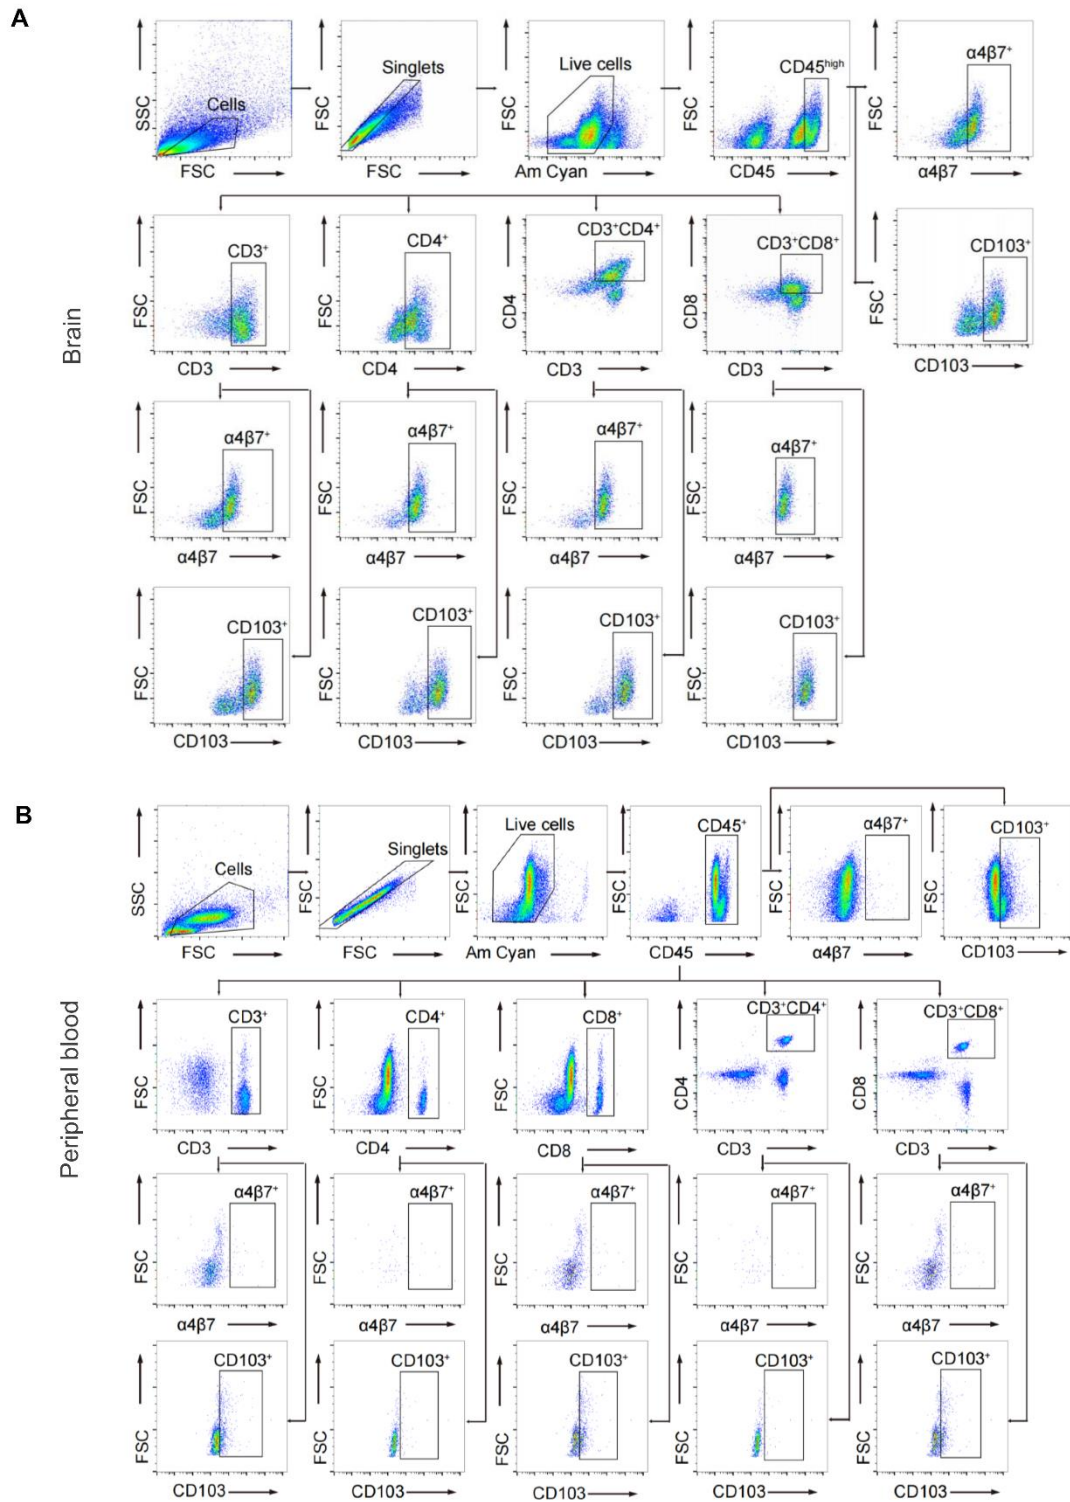 A
Cells
Singlets
Live cells
CD45high
α4β7+
SSC
FSC
FSC
FSC
FSC
FSC
FSC
Am Cyan
CD45
α4β7
Brain
CD3+
CD4+
CD3+CD4+
CD3+CD8+
CD103+
FSC
FSC
CD4
CD8
FSC
CD3
CD4
CD3
CD3
CD103
α4β7+
α4β7+
α4β7+
α4β7+
FSC
FSC
FSC
FSC
α4β7
α4β7
α4β7
α4β7
CD103+
CD103+
CD103+
CD103+
FSC
FSC
FSC
FSC
CD103
CD103
CD103
CD103
B
Cells
Singlets
Live cells
CD45+
α4β7+
CD103+
SSC
FSC
FSC
FSC
FSC
FSC
FSC
FSC
Am Cyan
CD45
α4β7
CD103
Peripheral blood
CD3+
CD4+
CD8+
CD3+CD4+
CD3+CD8+
FSC
FSC
FSC
CD4
CD8
CD3
CD4
CD8
CD3
CD3
α4β7+
α4β7+
α4β7+
α4β7+
α4β7+
FSC
FSC
FSC
FSC
FSC
α4β7
α4β7
α4β7
α4β7
α4β7
CD103+
CD103+
CD103+
CD103+
CD103+
FSC
FSC
FSC
FSC
FSC
CD103
CD103
CD103
CD103
CD103